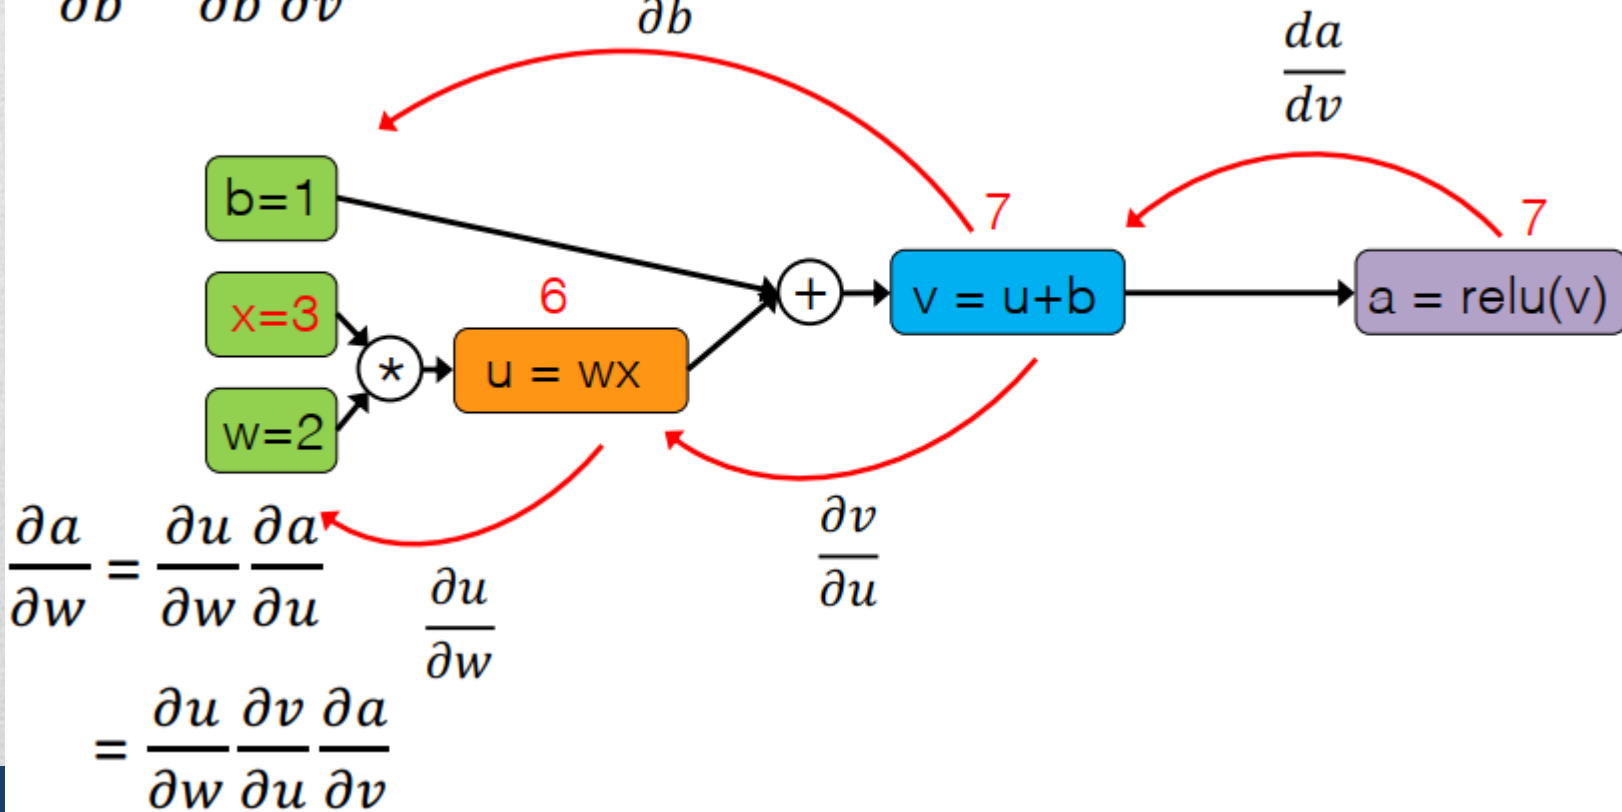 ∂b ∂b ∂v
∂b
da
dv
b=1
7
7
x=3
6
+
v = u+b
a = relu(v)
*
u = wx
w=2
∂a/∂w = ∂u/∂w ∂a/∂u
∂u/∂w
∂v/∂u
= ∂u/∂w ∂v/∂u ∂a/∂v